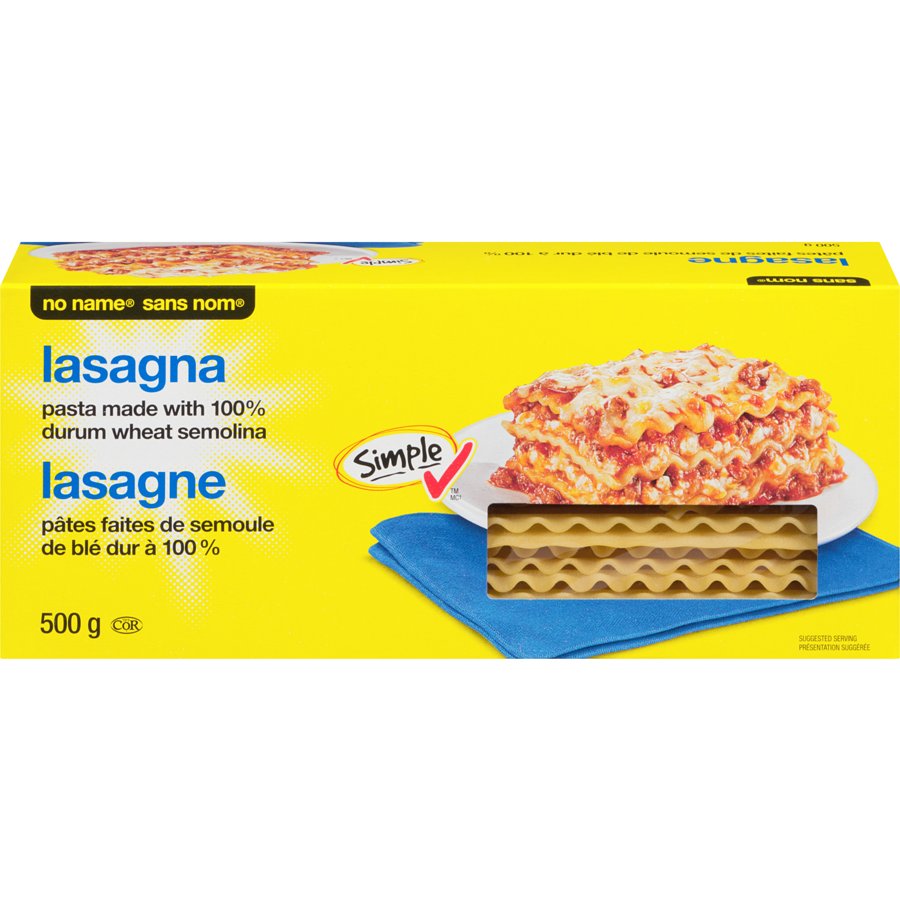 Simple
500 g
pâtes faites de semoule de blé dur à 100 %
lasagne
sans nom®
no name® sans nom®
lasagna
pasta made with 100%
durum wheat semolina
lasagne
pâtes faites de semoule
de blé dur à 100 %
Simple
TM
MC
500 g COR
SUGGESTED SERVING
PRÉSENTATION SUGGÉRÉE